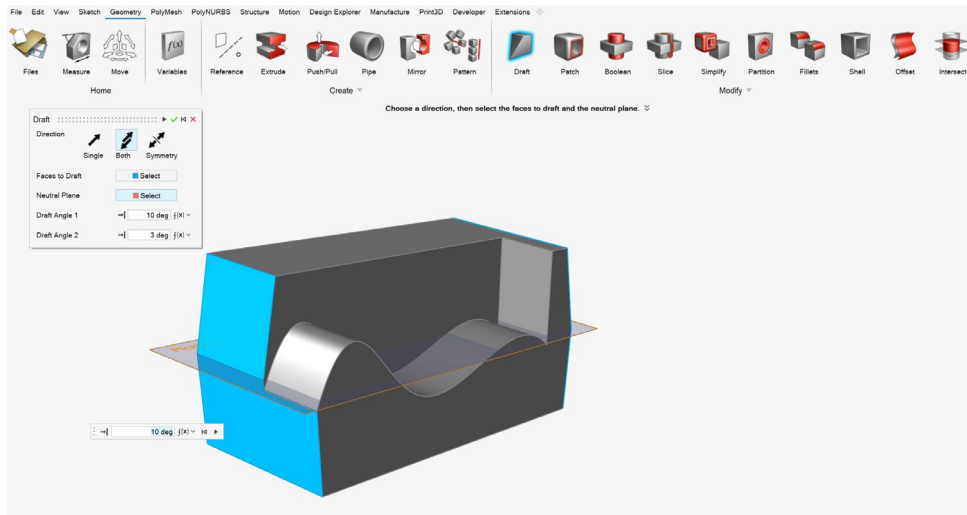 File Edit View Sketch Geometry PolyMesh PolyNURBS Structure Motion Design Explorer Manufacture Print3D Developer Extensions
Files Measure Move Variables Reference Extrude Push/Pull Pipe Mirror Pattern Draft Patch Boolean Slice Simplify Partition Fillets Shell Offset Intersect
Home Create Modify
Choose a direction, then select the faces to draft and the neutral plane.
Draft
Direction
Single Both Symmetry
Faces to Draft Select
Neutral Plane Select
Draft Angle 1 10 deg f(x)
Draft Angle 2 3 deg f(x)
10 deg f(x)